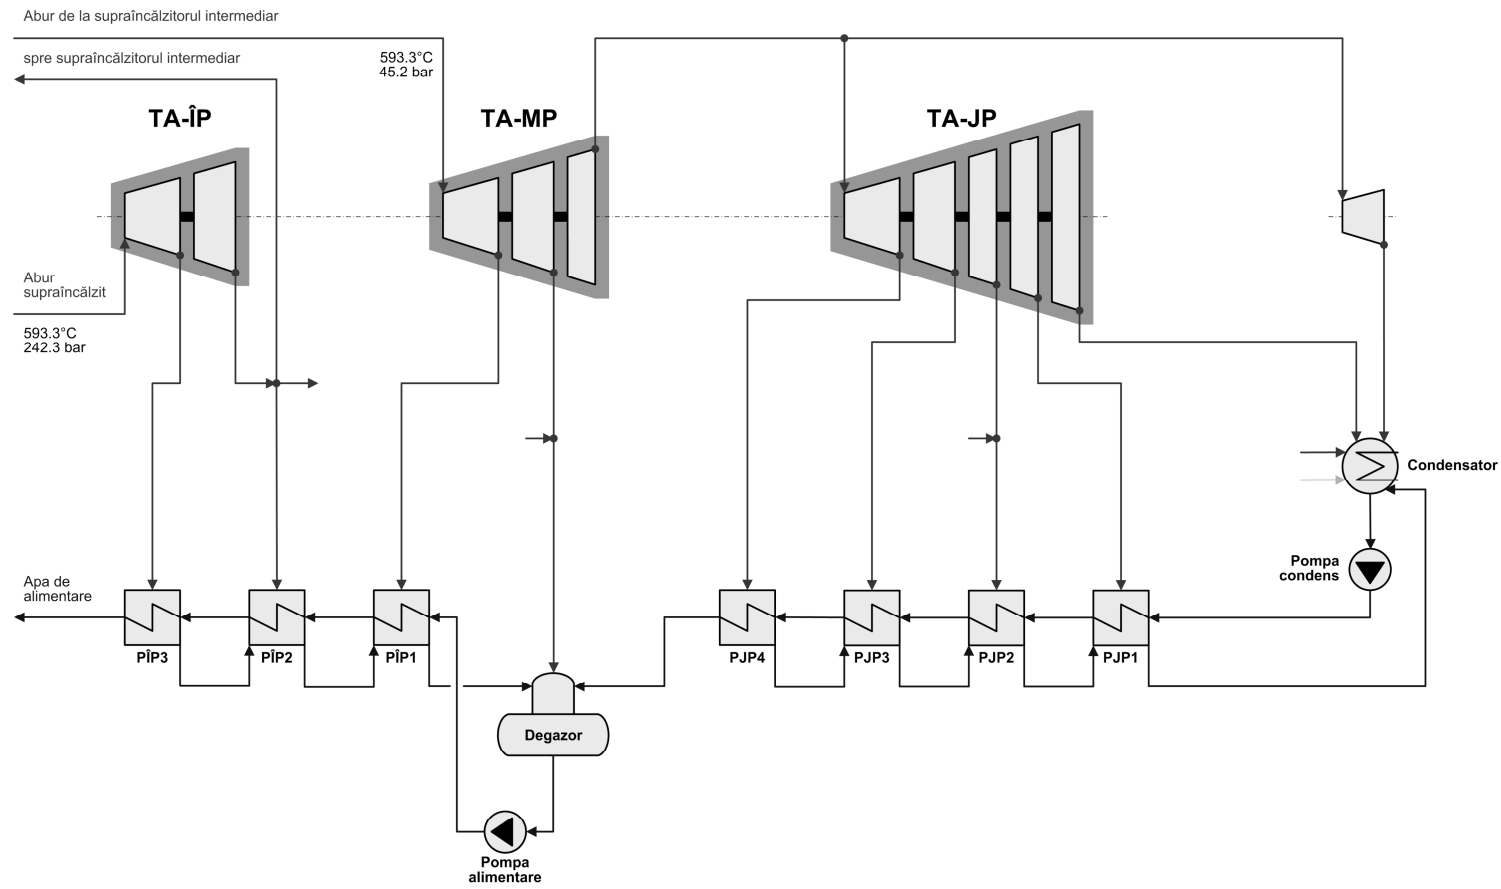 Abur de la supraîncălzitorul intermediar
spre supraîncălzitorul intermediar
593.3°C
45.2 bar
TA-ÎP
TA-MP
TA-JP
Abur
supraîncălzit
593.3°C
242.3 bar
Condensator
Pompa
condens
Apa de
alimentare
PÎP3
PÎP2
PÎP1
PJP4
PJP3
PJP2
PJP1
Degazor
Pompa
alimentare